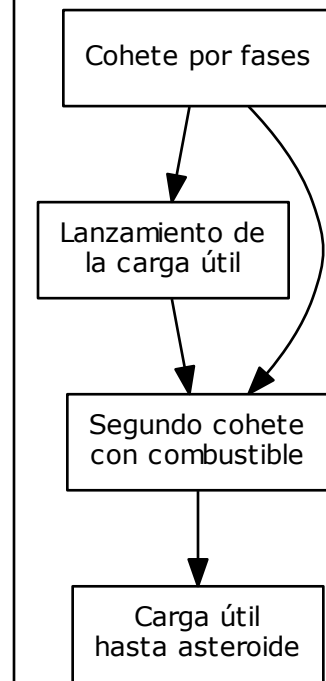 Cohete por fases
Lanzamiento de
la carga útil
Segundo cohete
con combustible
Carga útil
hasta asteroide